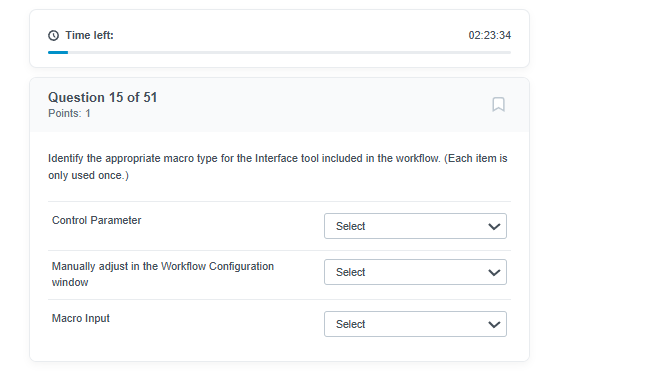 Time left:
02:23:34
Question 15 of 51
Points: 1
Identify the appropriate macro type for the Interface tool included in the workflow. (Each item is
only used once.)
Control Parameter
Select
Manually adjust in the Workflow Configuration
window
Select
Macro Input
Select